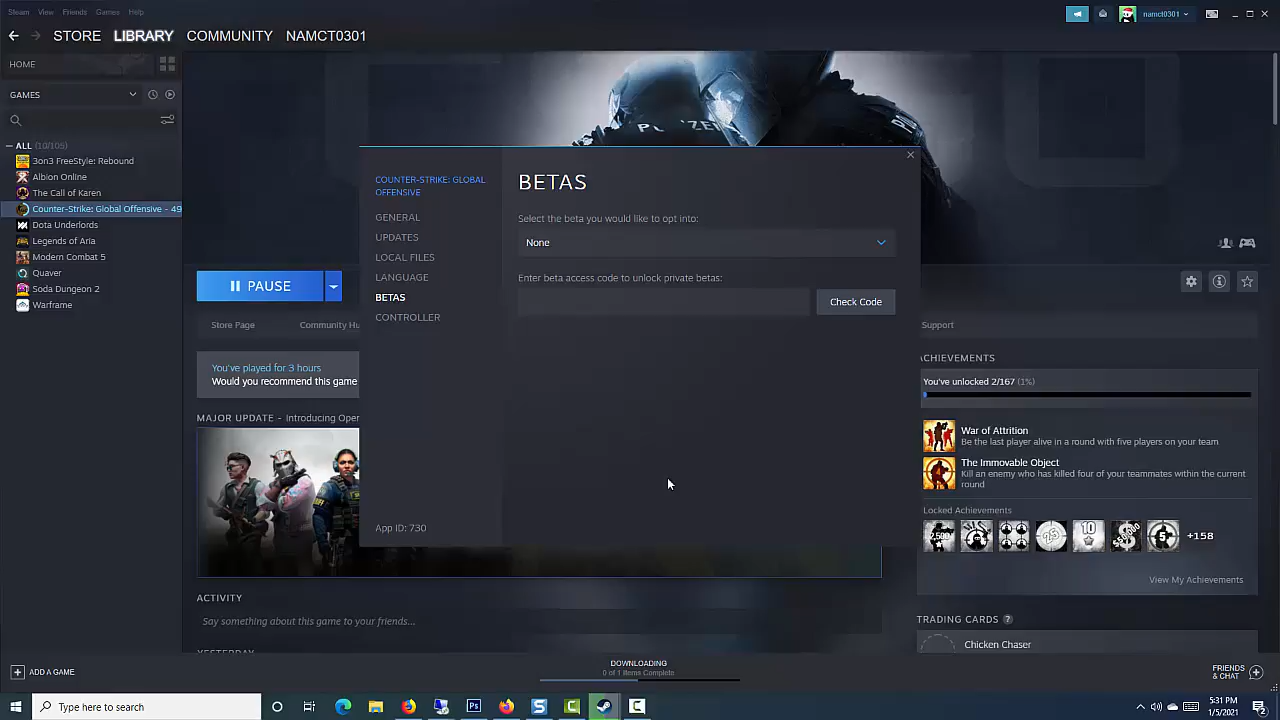 Steam View Friends Games Help
namct0301
STORE LIBRARY COMMUNITY NAMCT0301
HOME
GAMES
ALL (10/105)
3on3 FreeStyle: Rebound
Albion Online
The Call of Karen
Counter-Strike: Global Offensive - 49
Dota Underlords
Legends of Aria
Modern Combat 5
Quaver
Soda Dungeon 2
Warframe
POLIZEI
PAUSE
Store Page Community Hu
Support
You've played for 3 hours
Would you recommend this game
MAJOR UPDATE - Introducing Oper
ACTIVITY
Say something about this game to your friends...
YESTERDAY
COUNTER-STRIKE: GLOBAL
OFFENSIVE
GENERAL
UPDATES
LOCAL FILES
LANGUAGE
BETAS
CONTROLLER
App ID: 730
BETAS
Select the beta you would like to opt into:
None
Enter beta access code to unlock private betas:
Check Code
ACHIEVEMENTS
You've unlocked 2/167 (1%)
War of Attrition
Be the last player alive in a round with five players on your team
The Immovable Object
Kill an enemy who has killed four of your teammates within the current
round
Locked Achievements
+158
View My Achievements
TRADING CARDS ?
Chicken Chaser
ADD A GAME
DOWNLOADING
0 of 1 Items Complete
FRIENDS
& CHAT
Type here to search
5:31 PM
1/5/2021